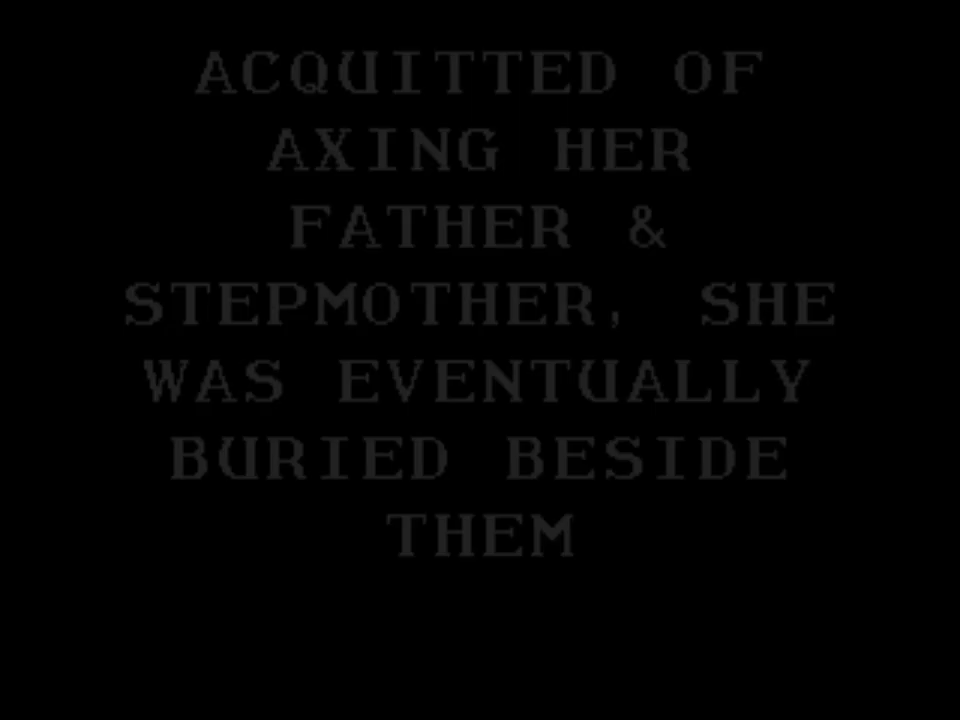 ACQUITTED OF
AXING HER
FATHER &
STEPMOTHER, SHE
WAS EVENTUALLY
BURIED BESIDE
THEM